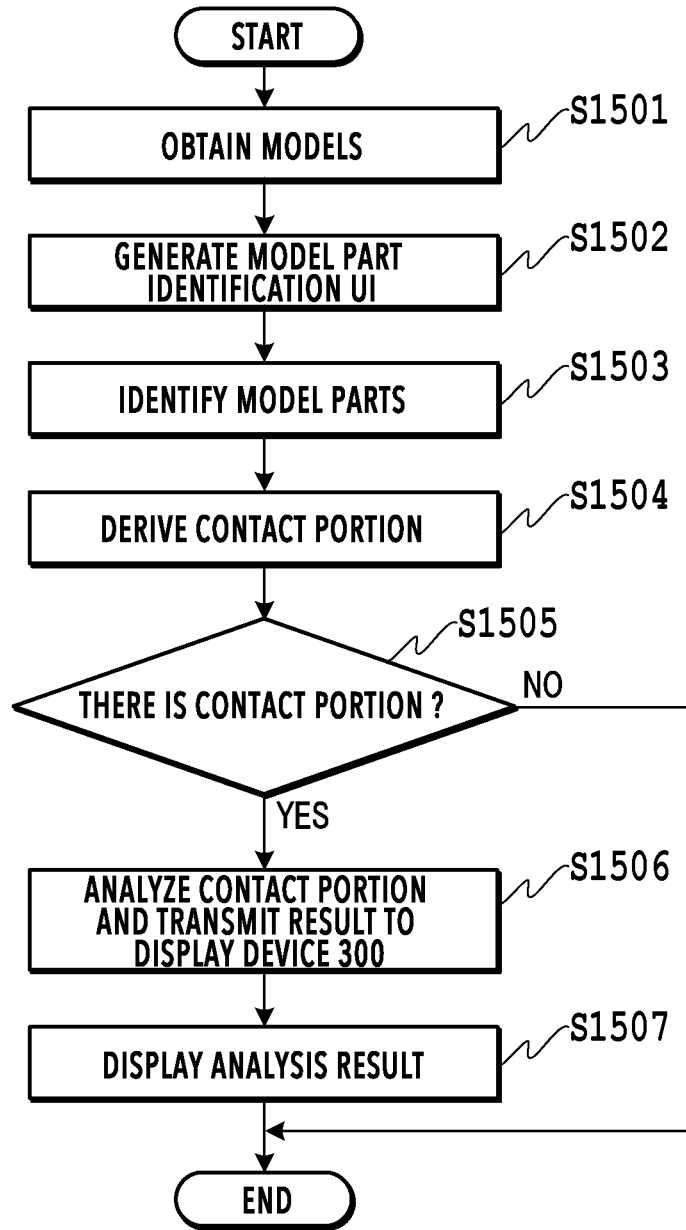 START
S1501
OBTAIN MODELS
S1502
GENERATE MODEL PART
IDENTIFICATION UI
S1503
IDENTIFY MODEL PARTS
S1504
DERIVE CONTACT PORTION
S1505
THERE IS CONTACT PORTION ?
NO
YES
S1506
ANALYZE CONTACT PORTION
AND TRANSMIT RESULT TO
DISPLAY DEVICE 300
S1507
DISPLAY ANALYSIS RESULT
END